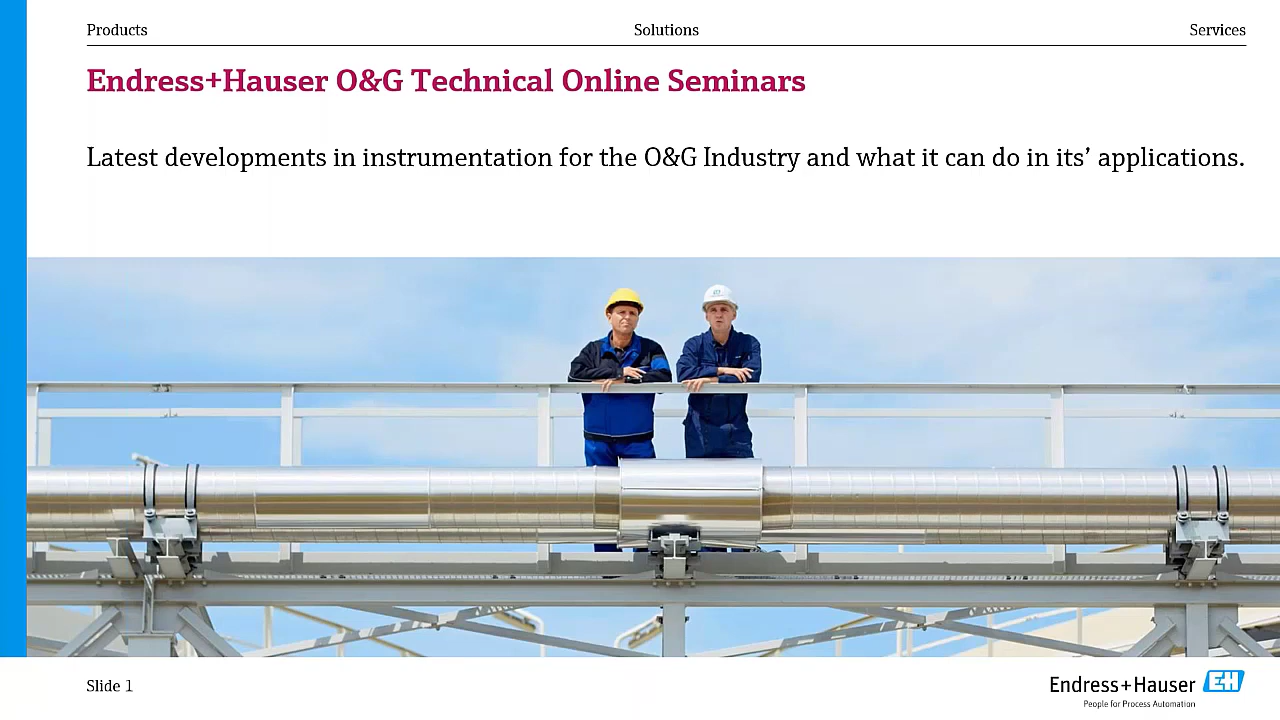 Products Solutions Services
Endress+Hauser O&G Technical Online Seminars
Latest developments in instrumentation for the O&G Industry and what it can do in its’ applications.
Slide 1
Endress+Hauser EH
People for Process Automation